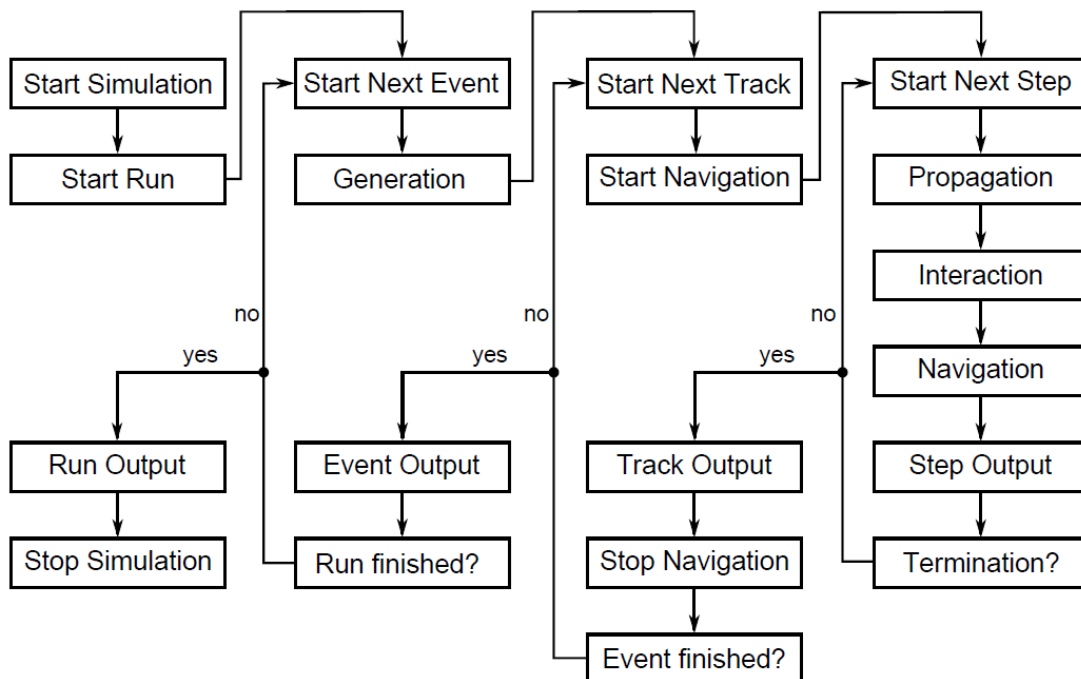 Start Simulation
Start Run
Start Next Event
Generation
Start Next Track
Start Navigation
Start Next Step
Propagation
Interaction
Navigation
Step Output
Termination?
no
yes
Track Output
Stop Navigation
Event finished?
no
yes
Event Output
Run finished?
no
yes
Run Output
Stop Simulation